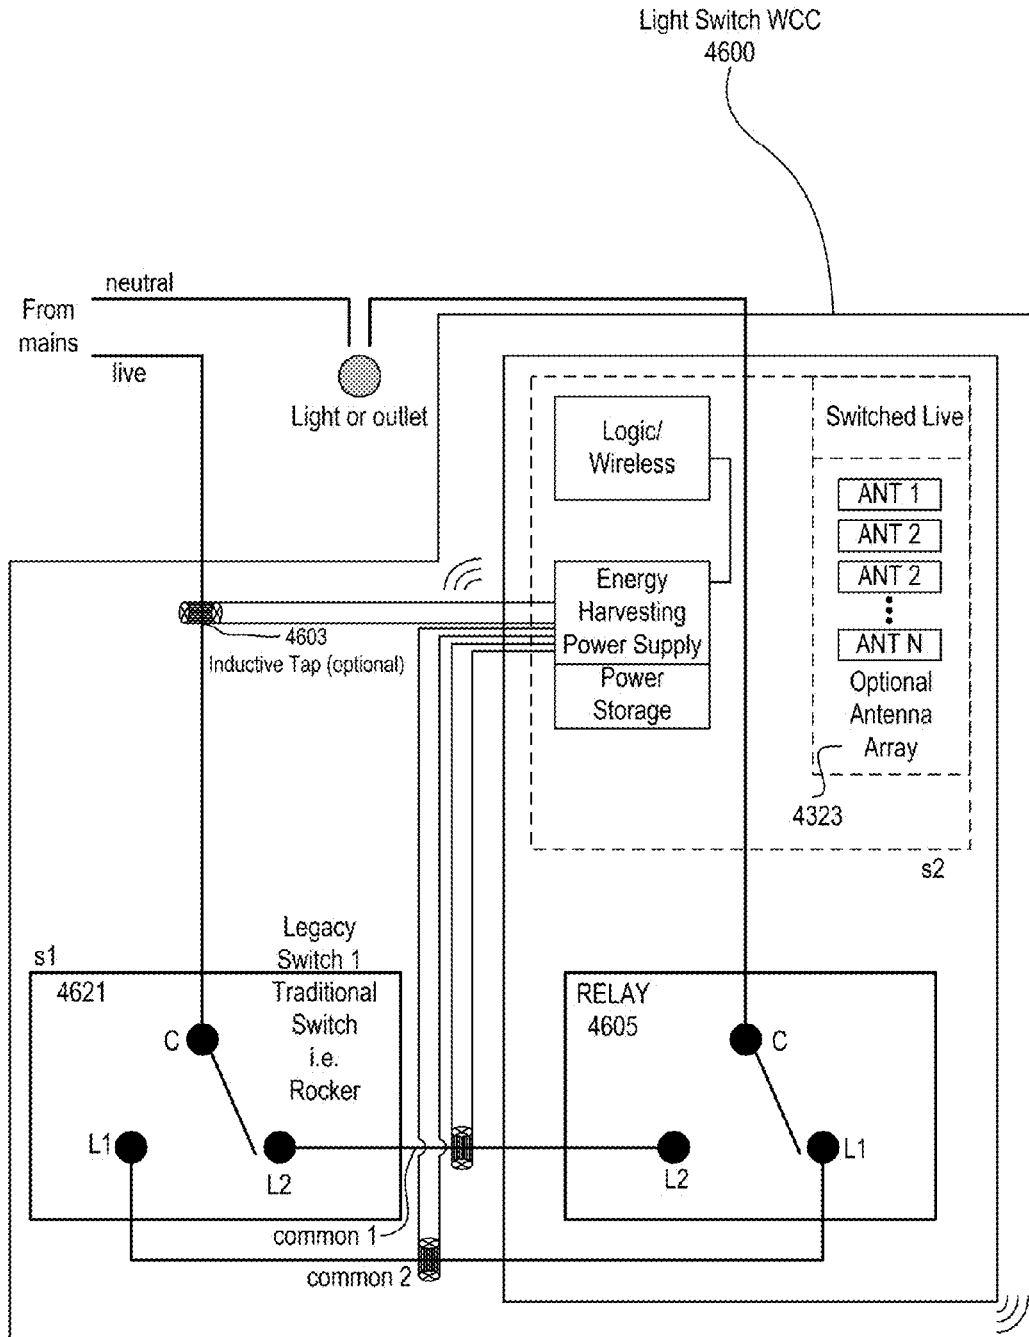 Light Switch WCC
4600
neutral
From
mains
live
Light or outlet
Logic/
Wireless
Switched Live
ANT 1
ANT 2
ANT 2
ANT N
Optional
Antenna
Array
4323
Energy
Harvesting
Power Supply
Power
Storage
4603
Inductive Tap (optional)
s2
s1
4621
Legacy
Switch 1
Traditional
Switch
i.e.
Rocker
C
L1
L2
RELAY
4605
C
L2
L1
common 1
common 2